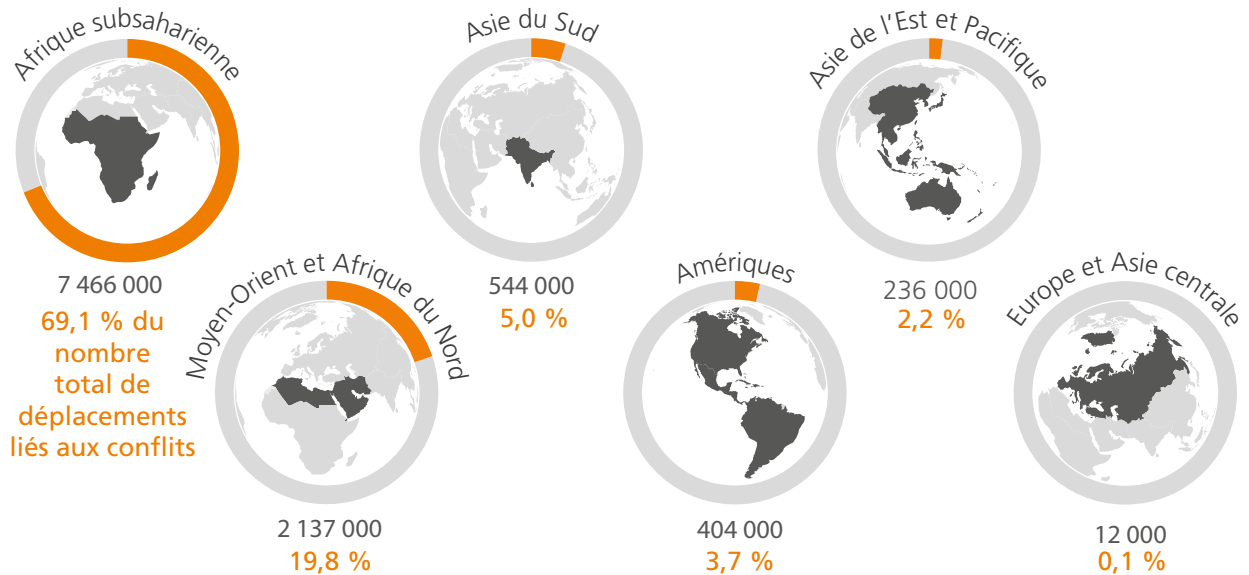 Afrique subsaharienne
7 466 000
69,1 % du
nombre
total de
déplacements
liés aux conflits
Moyen-Orient et Afrique du Nord
2 137 000
19,8 %
Asie du Sud
544 000
5,0 %
Amériques
404 000
3,7 %
Asie de l'Est et Pacifique
236 000
2,2 %
Europe et Asie centrale
12 000
0,1 %